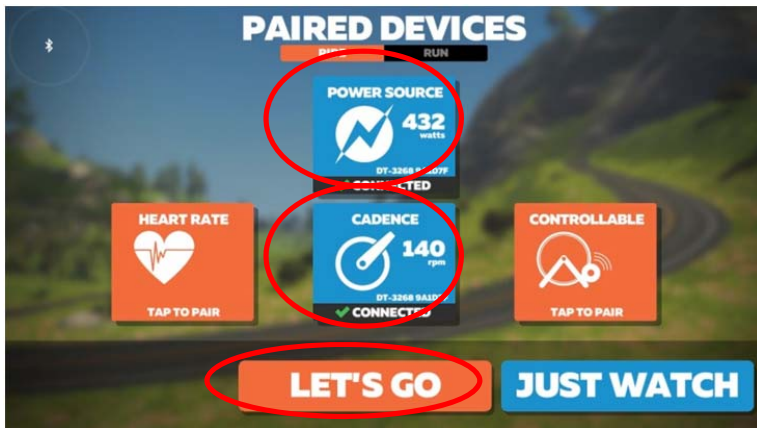 PAIRED DEVICES
RIDE
RUN
POWER SOURCE
432
watts
DT-3268
CONNECTED
HEART RATE
TAP TO PAIR
CADENCE
140
rpm
DT-3268
CONNECTED
CONTROLLABLE
TAP TO PAIR
LET'S GO
JUST WATCH